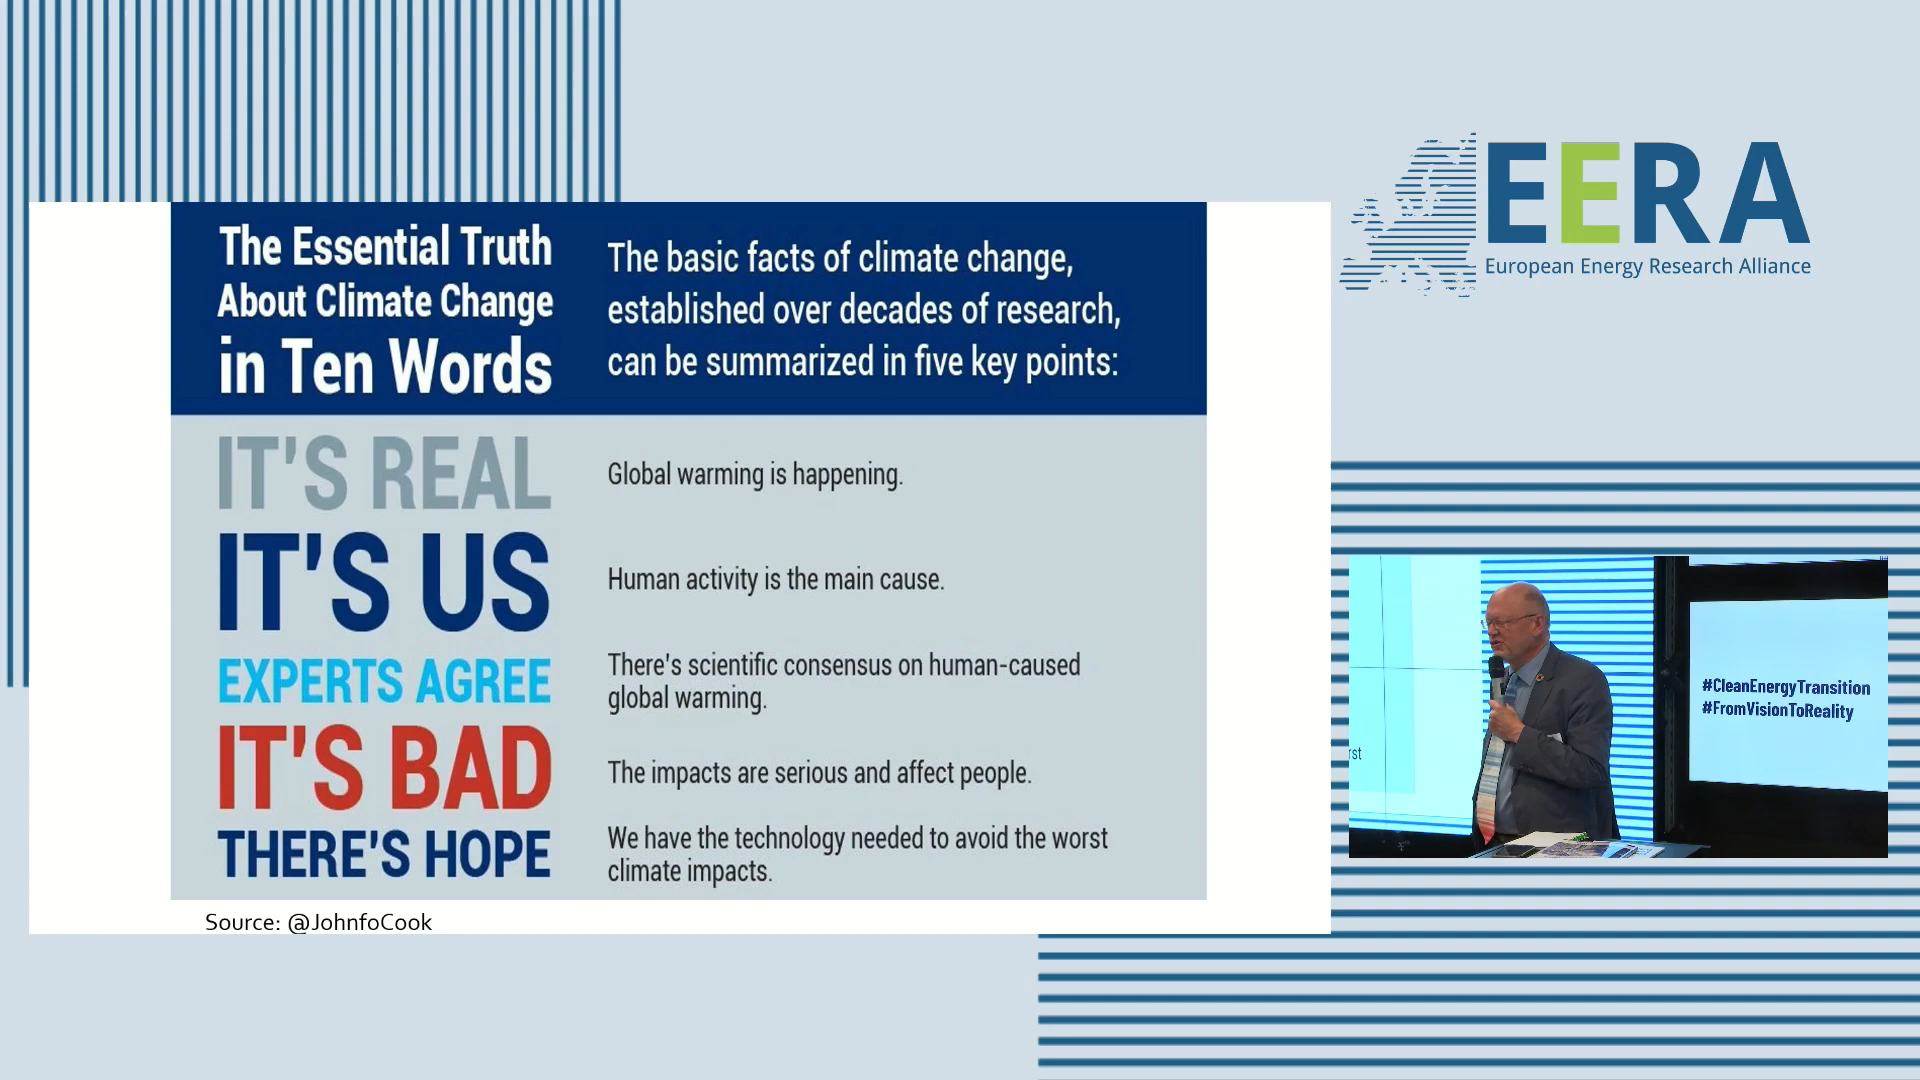 The Essential Truth
About Climate Change
in Ten Words
The basic facts of climate change,
established over decades of research,
can be summarized in five key points:
IT'S REAL
Global warming is happening.
IT'S US
Human activity is the main cause.
EXPERTS AGREE
There's scientific consensus on human-caused
global warming.
IT'S BAD
The impacts are serious and affect people.
THERE'S HOPE
We have the technology needed to avoid the worst
climate impacts.
Source: @JohnfoCook
EERA
European Energy Research Alliance
#CleanEnergyTransition
#FromVisionToReality
rst